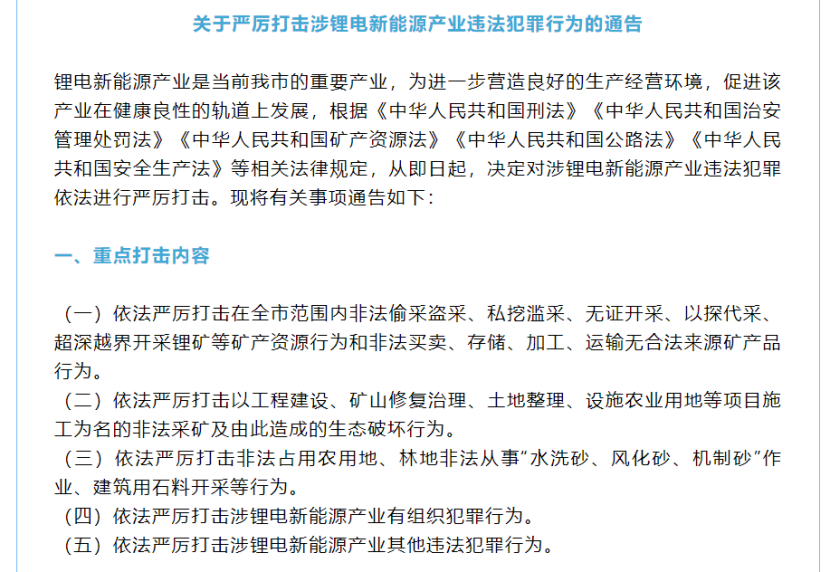 关于严厉打击涉锂电新能源产业违法犯罪行为的通告
锂电新能源产业是当前我市的重要产业，为进一步营造良好的生产经营环境，促进该
产业在健康良性的轨道上发展，根据《中华人民共和国刑法》《中华人民共和国治安
管理处罚法》《中华人民共和国矿产资源法》《中华人民共和国公路法》《中华人民
共和国安全生产法》等相关法律规定，从即日起，决定对涉锂电新能源产业违法犯罪
依法进行严厉打击。现将有关事项通告如下：
一、重点打击内容
（一）依法严厉打击在全市范围内非法偷采盗采、私挖滥采、无证开采、以探代采、
超深越界开采锂矿等矿产资源行为和非法买卖、存储、加工、运输无合法来源矿产品
行为。
（二）依法严厉打击以工程建设、矿山修复治理、土地整理、设施农业用地等项目施
工为名的非法采矿及由此造成的生态破坏行为。
（三）依法严厉打击非法占用农用地、林地非法从事“水洗砂、风化砂、机制砂”作
业、建筑用石料开采等行为。
（四）依法严厉打击涉锂电新能源产业有组织犯罪行为。
（五）依法严厉打击涉锂电新能源产业其他违法犯罪行为。